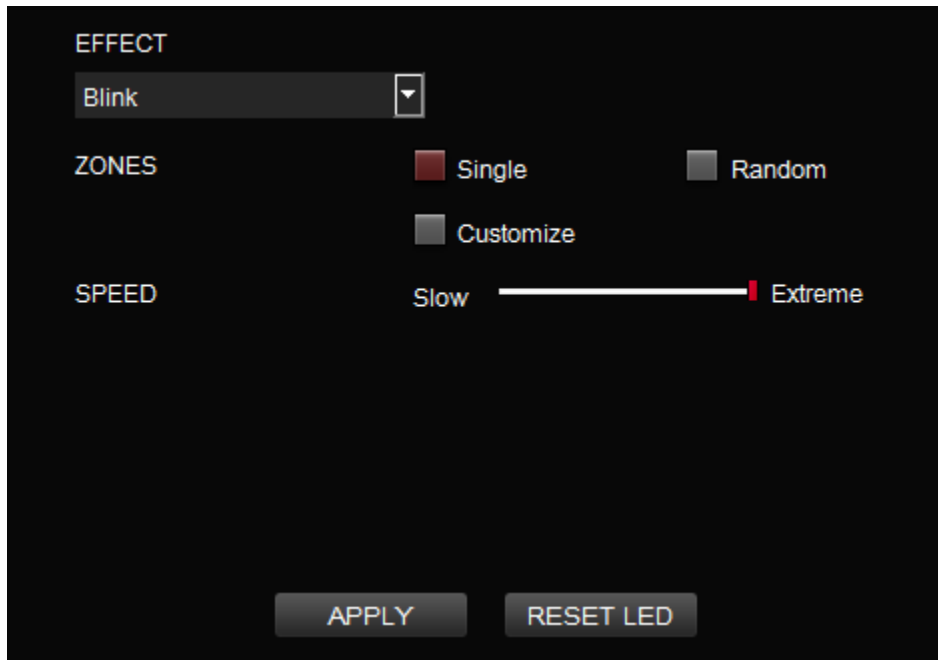 EFFECT
Blink
ZONES Single Random
Customize
SPEED Slow Extreme
APPLY RESET LED